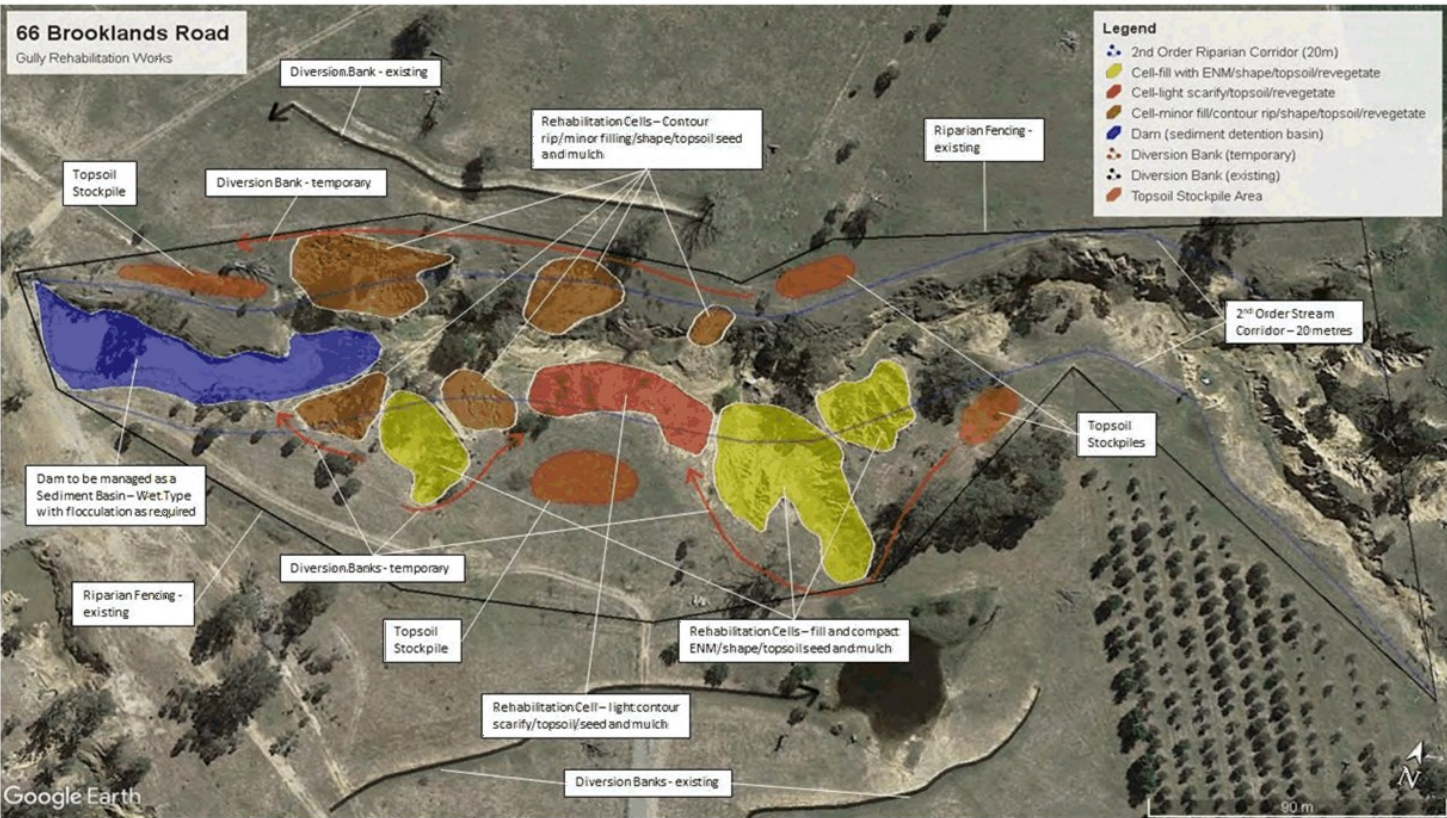 66 Brooklands Road
Gully Rehabilitation Works
Legend
2nd Order Riparian Corridor (20m)
Cell-fill with ENM/shape/topsoil/revegetate
Cell-light scarify/topsoil/revegetate
Cell-minor fill/contour rip/shape/topsoil/revegetate
Dam (sediment detention basin)
Diversion Bank (temporary)
Diversion Bank (existing)
Topsoil Stockpile Area
Diversion Bank - existing
Rehabilitation Cells – Contour
rip/minor filling/shape/topsoil seed
and mulch
Riparian Fencing -
existing
Topsoil
Stockpile
Diversion Bank - temporary
2nd Order Stream
Corridor – 20 metres
Topsoil
Stockpiles
Dam to be managed as a
Sediment Basin – Wet Type
with flocculation as required
Diversion Banks - temporary
Riparian Fencing -
existing
Topsoil
Stockpile
Rehabilitation Cells – fill and compact
ENM/shape/topsoil seed and mulch
Rehabilitation Cell – light contour
scarify/topsoil/seed and mulch
Diversion Banks - existing
Google Earth
N
90 m